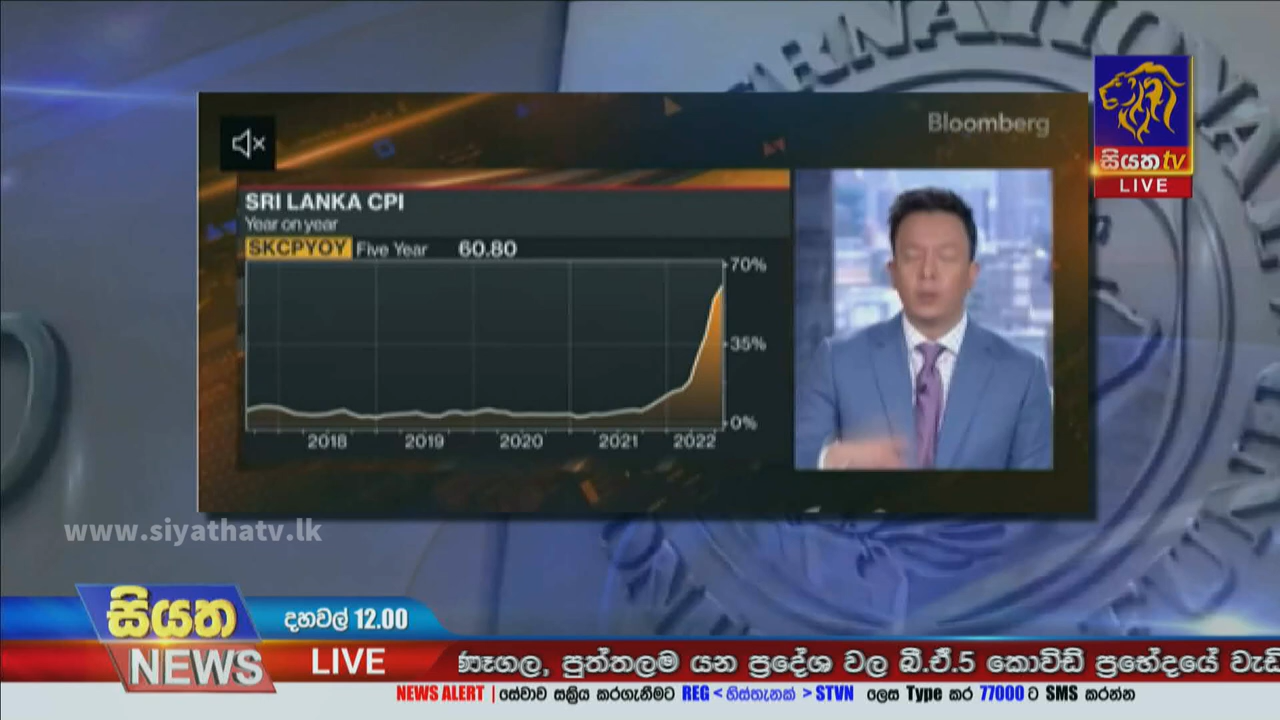 Bloomberg
සියත tv
LIVE
SRI LANKA CPI
Year on year
SKCPYOY Five Year 60.80
70%
35%
0%
2018 2019 2020 2021 2022
www.siyathatv.lk
සියත
NEWS
දහවල් 12.00
LIVE
ණෑගල, පුත්තලම යන ප්‍රදේශ වල බී.ඒ.5 කොවිඩ් ප්‍රභේදයේ වැඩි
NEWS ALERT | සේවාව සක්‍රිය කරගැනීමට REG < හිස්තැනක් > STVN ලෙස Type කර 77000 ට SMS කරන්න